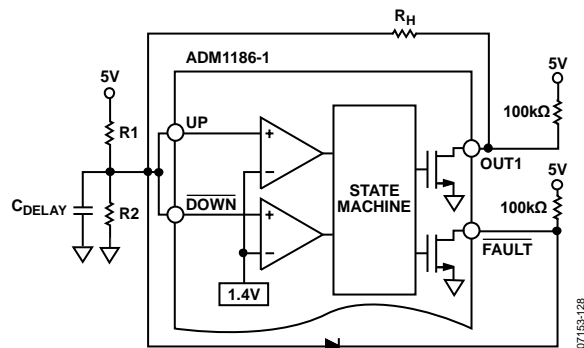 RH
ADM1186-1
5V
5V
R1
UP
100kΩ
OUT1
CDELAY
R2
DOWN
STATE
MACHINE
5V
100kΩ
FAULT
1.4V
+
−
+
−
07153-128